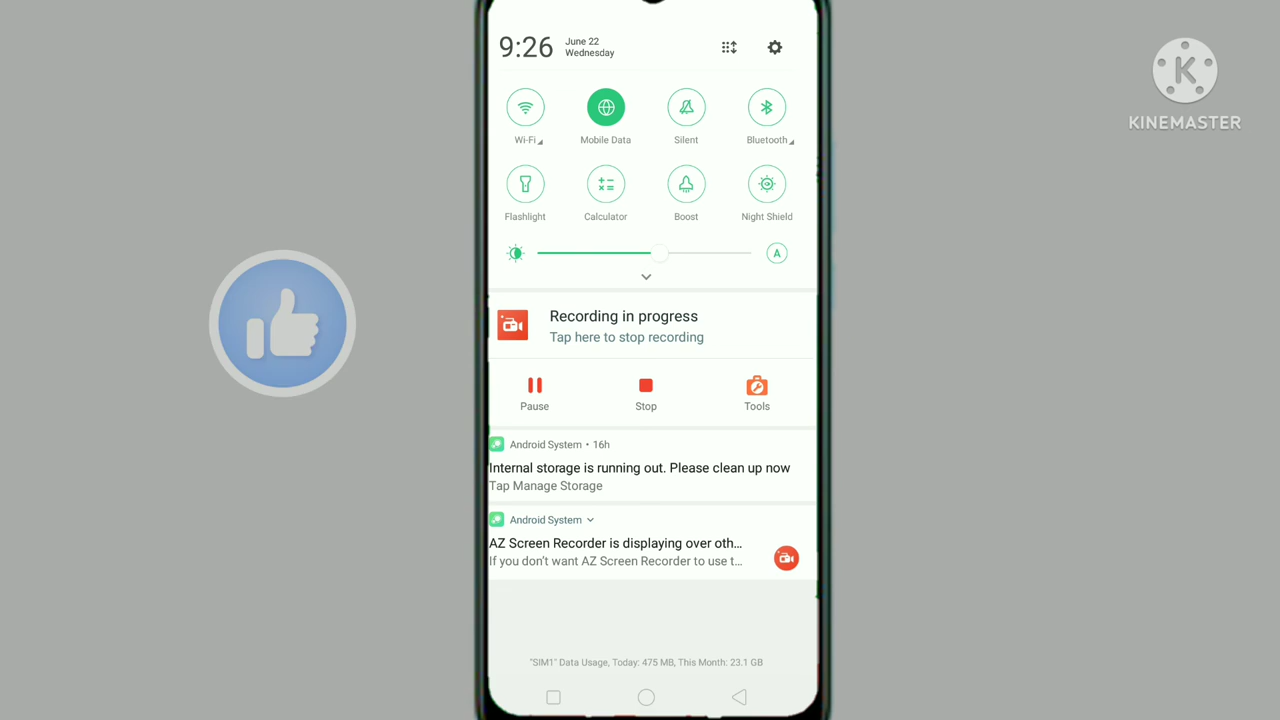 9:26
June 22
Wednesday
K
KINEMASTER
Wi-Fi
Mobile Data
Silent
Bluetooth
Flashlight
Calculator
Boost
Night Shield
A
Recording in progress
Tap here to stop recording
Pause
Stop
Tools
Android System • 16h
Internal storage is running out. Please clean up now
Tap Manage Storage
Android System
AZ Screen Recorder is displaying over oth...
If you don't want AZ Screen Recorder to use t...
"SIM1" Data Usage, Today: 475 MB, This Month: 23.1 GB